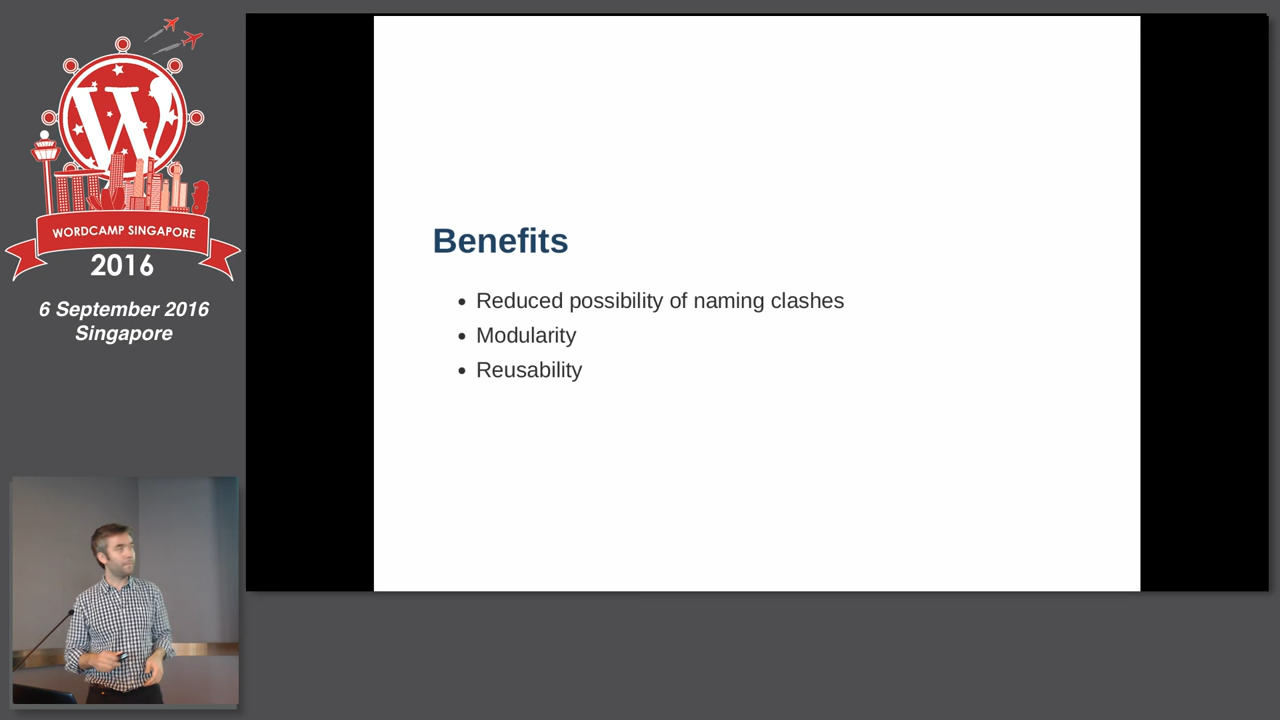 W
WORDCAMP SINGAPORE
2016
6 September 2016
Singapore
Benefits
• Reduced possibility of naming clashes
• Modularity
• Reusability